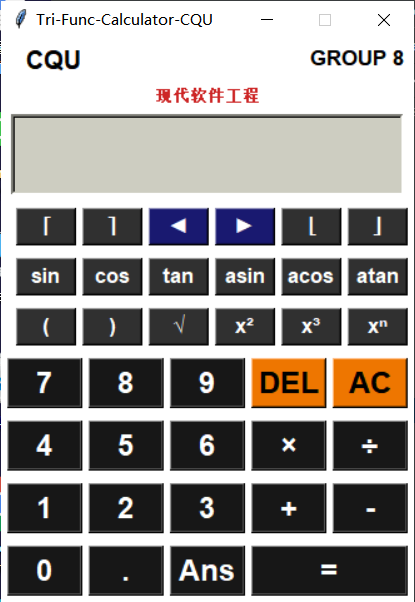 Tri-Func-Calculator-CQU
CQU GROUP 8
现代软件工程
⌈ ⌉ ◄ ► ⌊ ⌋
sin cos tan asin acos atan
( ) √ x² x³ xⁿ
7 8 9 DEL AC
4 5 6 × ÷
1 2 3 + -
0 . Ans =